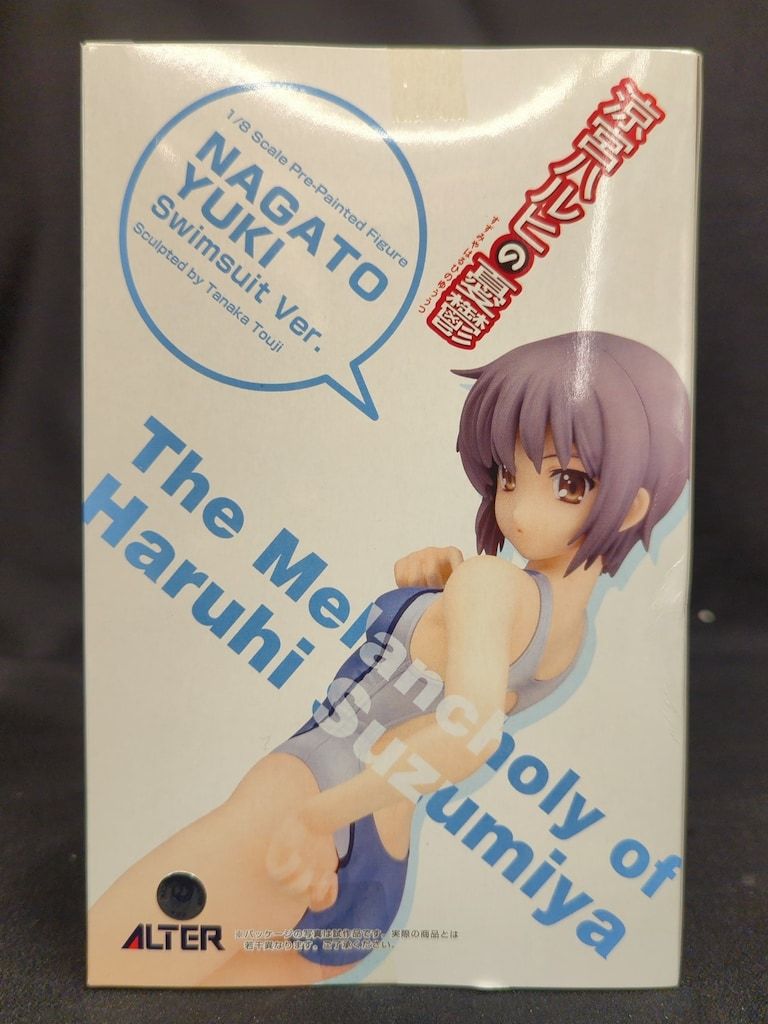 1/8 Scale Pre-Painted Figure
NAGATO
YUKI
Swimsuit Ver.
Sculpted by Tanaka Touji
涼宮ハルヒの憂鬱
すずみやはるひのゆううつ
The Melancholy of
Haruhi Suzumiya
ALTER
※パッケージの写真は試作品です。実際の商品とは
若干異なります。ご了承ください。